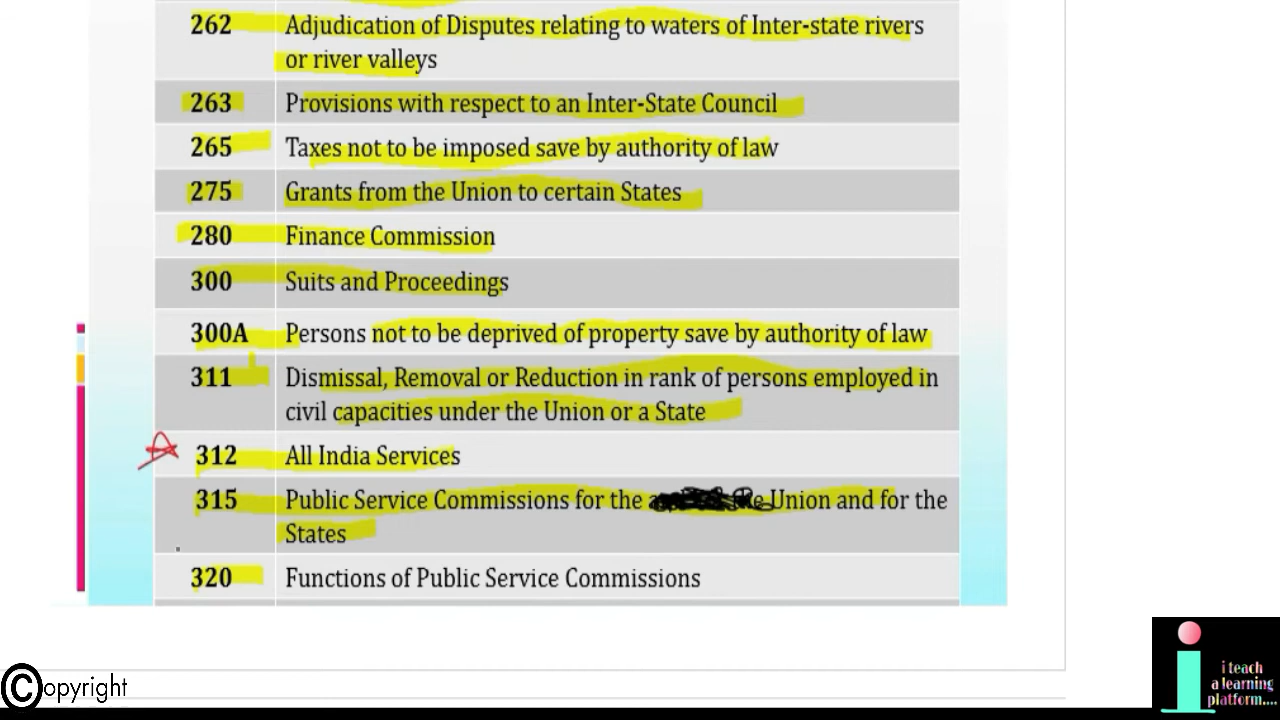 262 Adjudication of Disputes relating to waters of Inter-state rivers
or river valleys
263 Provisions with respect to an Inter-State Council
265 Taxes not to be imposed save by authority of law
275 Grants from the Union to certain States
280 Finance Commission
300 Suits and Proceedings
300A Persons not to be deprived of property save by authority of law
311 Dismissal, Removal or Reduction in rank of persons employed in
civil capacities under the Union or a State
312 All India Services
315 Public Service Commissions for the Union and for the
States
320 Functions of Public Service Commissions
©opyright
i teach
a learning
platform....